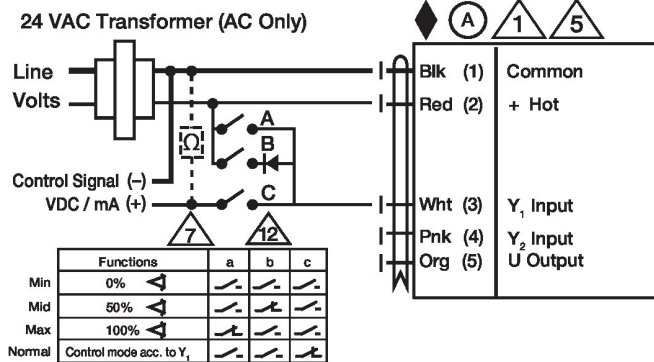 24 VAC Transformer (AC Only)
A 1 5
Line
Volts
Blk (1) Common
Red (2) + Hot
A
B
Ω
Control Signal (–)
VDC / mA (+)
C
Wht (3) Y1 Input
Pnk (4) Y2 Input
Org (5) U Output
7 12
Functions a b c
Min 0%
Mid 50%
Max 100%
Normal Control mode acc. to Y1